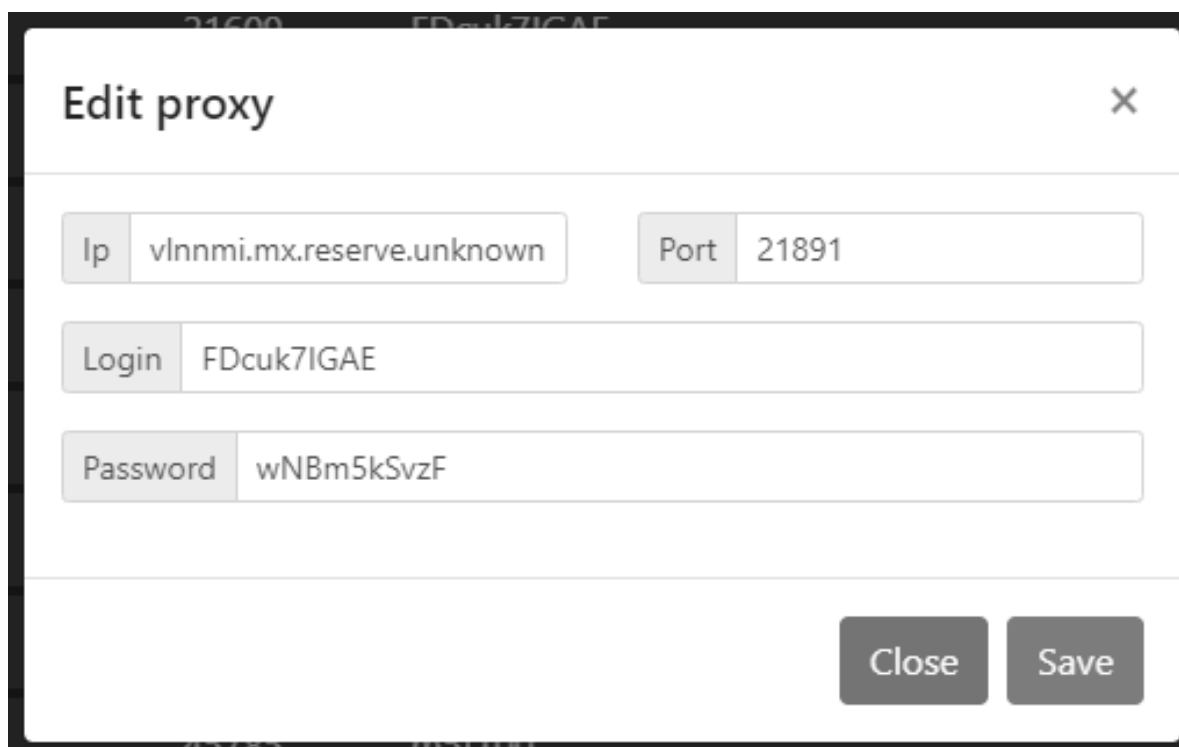 Edit proxy ×
Ip vlnnmi.mx.reserve.unknown Port 21891
Login FDcuk7IGAE
Password wNBm5kSvzF
Close Save